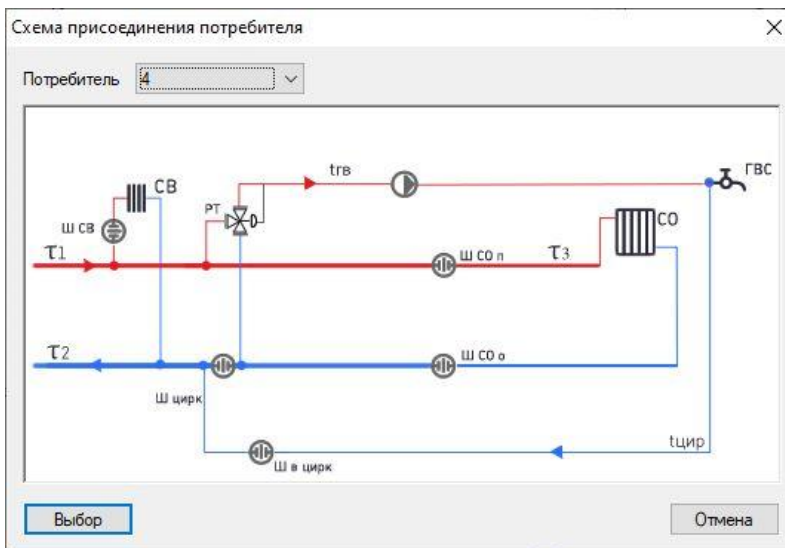 Схема присоединения потребителя
Потребитель 4
tгв
ГВС
СВ
РТ
Ш СВ
СО
τ1
Ш СО п
τ3
τ2
Ш СО о
Ш цирк
tцир
Ш в цирк
Выбор
Отмена